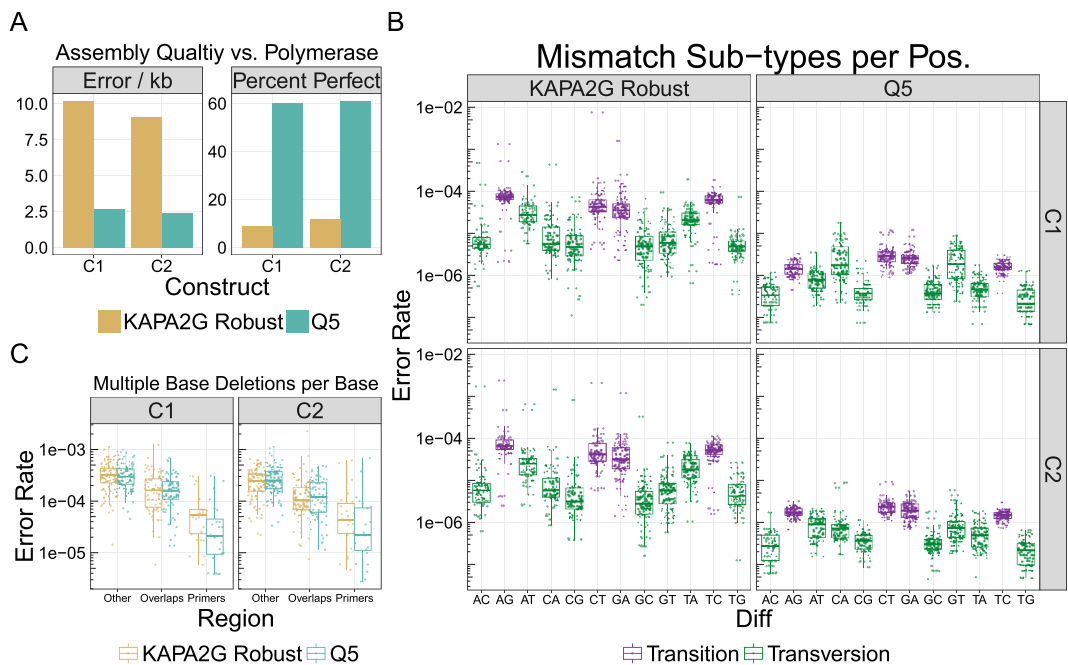 A
Assembly Qualtiy vs. Polymerase
Error / kb
Percent Perfect
10.0
7.5
5.0
2.5
0.0
60
40
20
0
C1 C2 C1 C2
Construct
KAPA2G Robust Q5
B
Mismatch Sub−types per Pos.
KAPA2G Robust
Q5
1e−02
1e−04
1e−06
C1
1e−02
1e−04
1e−06
C2
Error Rate
AC AG AT CA CG CT GA GC GT TA TC TG AC AG AT CA CG CT GA GC GT TA TC TG
Diff
Transition Transversion
C
Multiple Base Deletions per Base
C1
C2
1e−03
1e−04
1e−05
Error Rate
Other Overlaps Primers Other Overlaps Primers
Region
KAPA2G Robust Q5